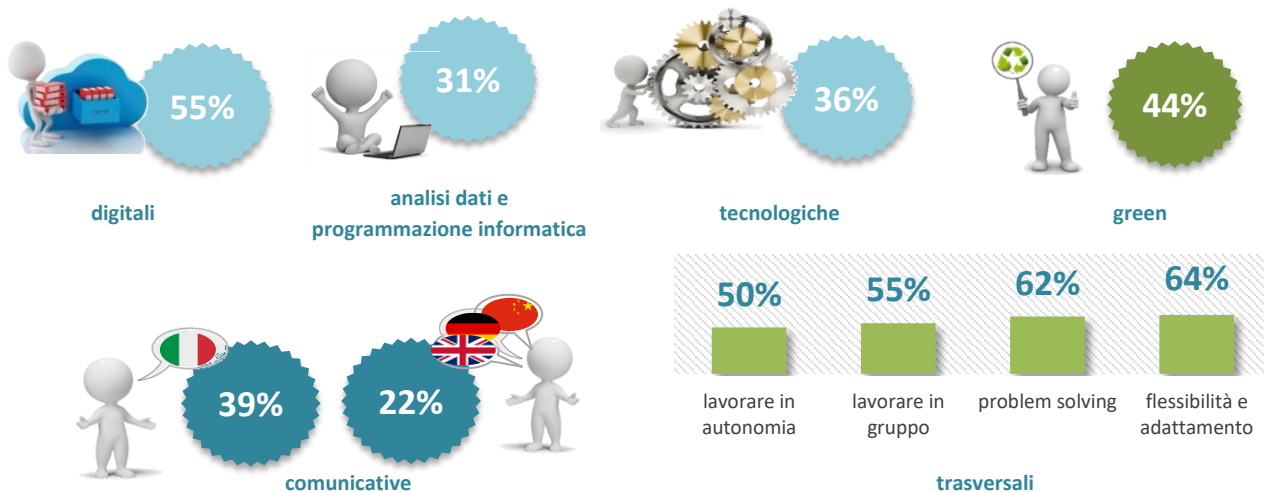 55%
31%
36%
44%
digitali
analisi dati e
programmazione informatica
tecnologiche
green
39%
22%
comunicative
50%
55%
62%
64%
lavorare in
autonomia
lavorare in
gruppo
problem solving
flessibilità e
adattamento
trasversali